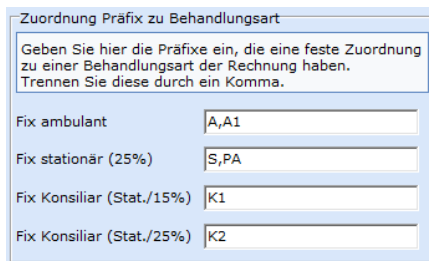 Zuordnung Präfix zu Behandlungsart
Geben Sie hier die Präfixe ein, die eine feste Zuordnung
zu einer Behandlungsart der Rechnung haben.
Trennen Sie diese durch ein Komma.
Fix ambulant A,A1
Fix stationär (25%) S,PA
Fix Konsiliar (Stat./15%) K1
Fix Konsiliar (Stat./25%) K2